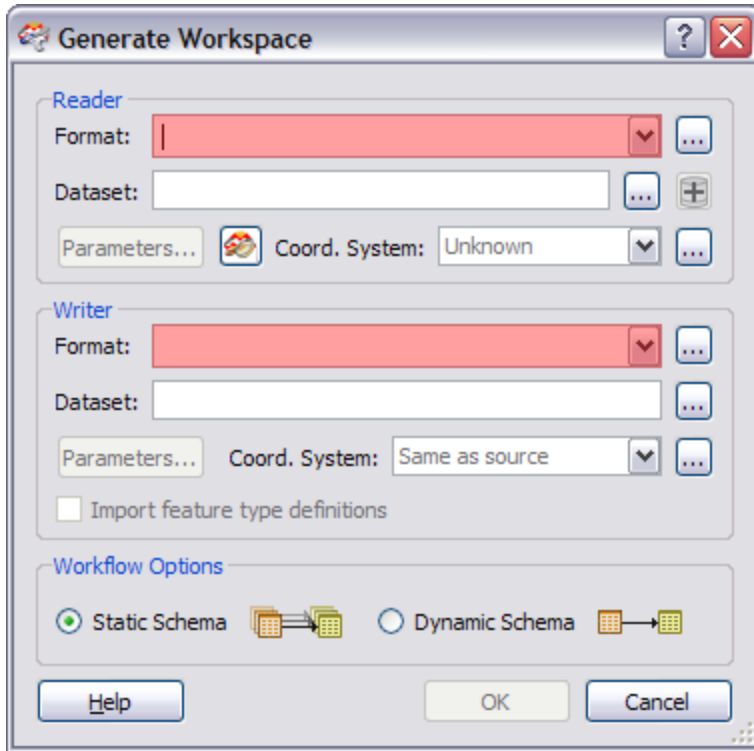 Generate Workspace
Reader
Format:
...
Dataset:
...
Parameters... Coord. System: Unknown ...
Writer
Format:
...
Dataset:
...
Parameters... Coord. System: Same as source ...
Import feature type definitions
Workflow Options
Static Schema Dynamic Schema
Help OK Cancel